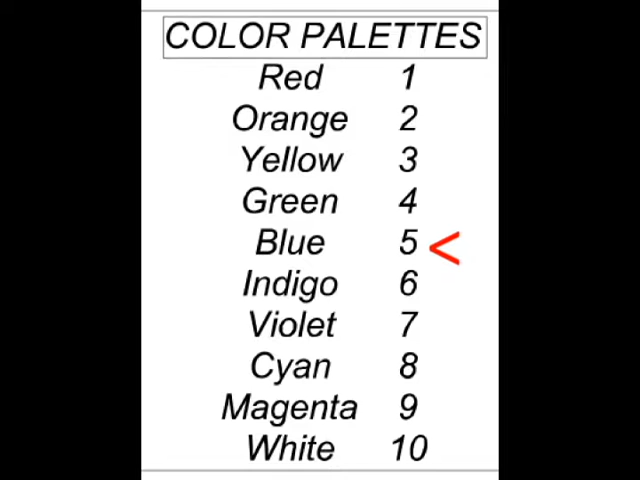 COLOR PALETTES
Red 1
Orange 2
Yellow 3
Green 4
Blue 5 <
Indigo 6
Violet 7
Cyan 8
Magenta 9
White 10